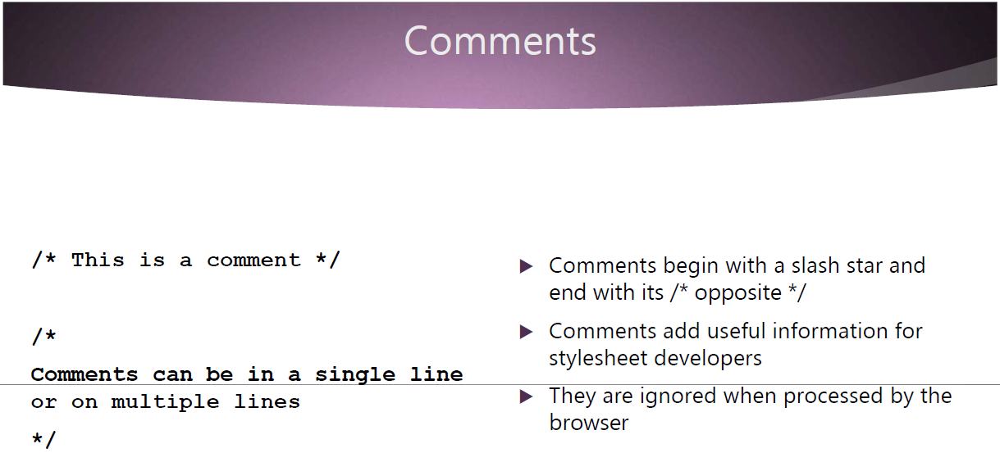 Comments
/* This is a comment */
/*
Comments can be in a single line
or on multiple lines
*/
▶ Comments begin with a slash star and
end with its /* opposite */
▶ Comments add useful information for
stylesheet developers
▶ They are ignored when processed by the
browser